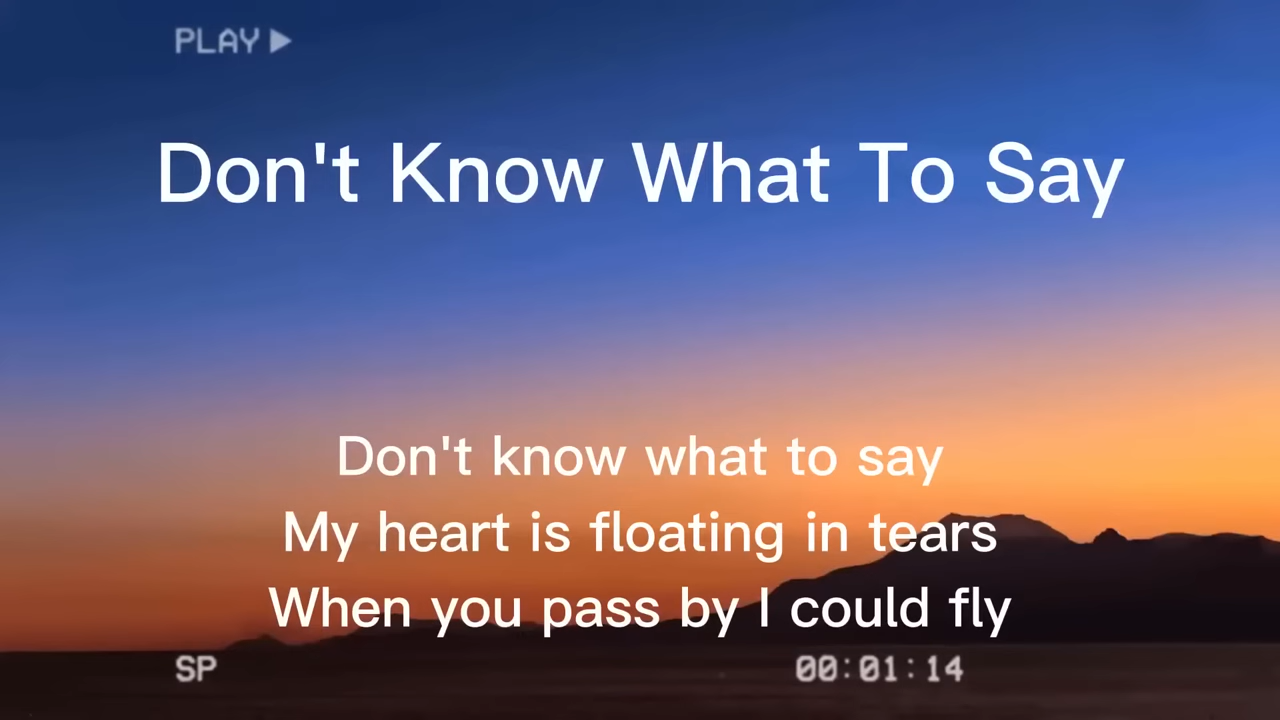 PLAY ▶
Don't Know What To Say
Don't know what to say
My heart is floating in tears
When you pass by I could fly
SP
00:01:14